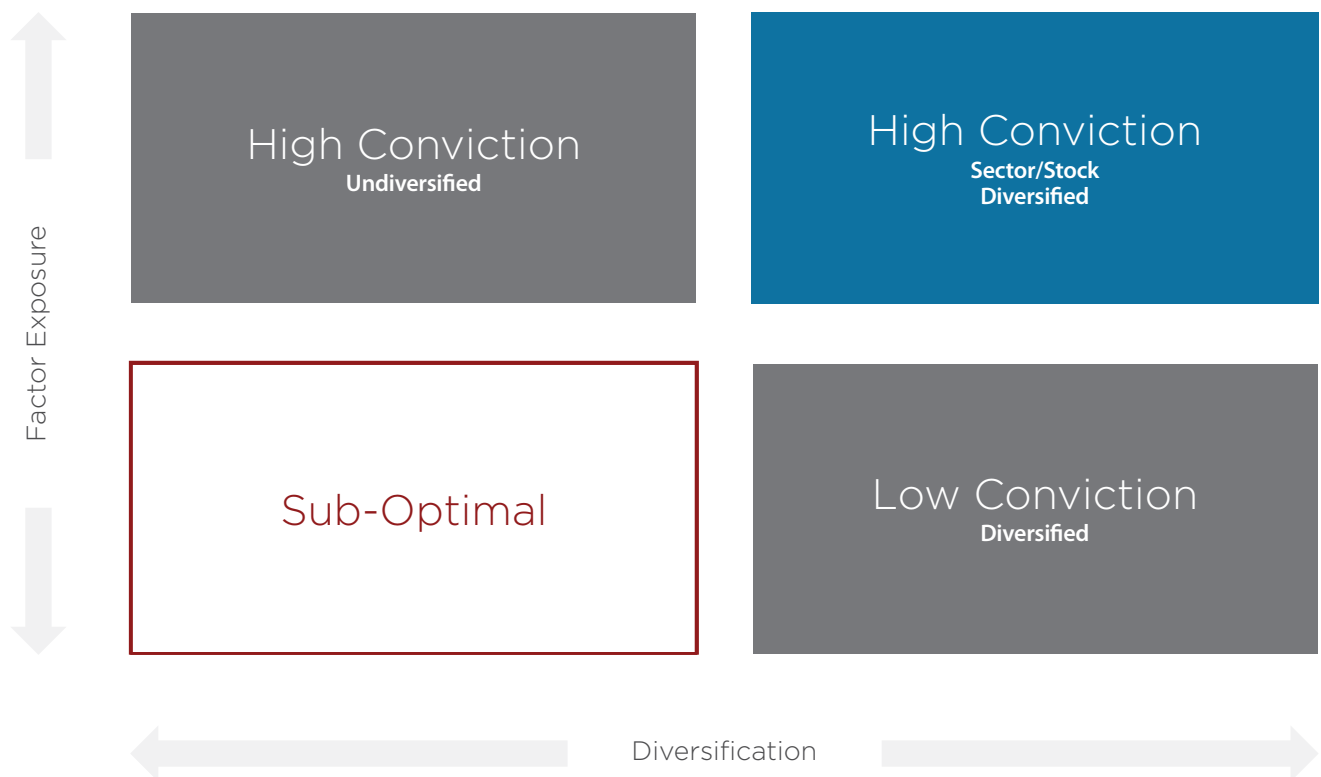 High Conviction
Undiversified
High Conviction
Sector/Stock
Diversified
Factor Exposure
Sub-Optimal
Low Conviction
Diversified
Diversification